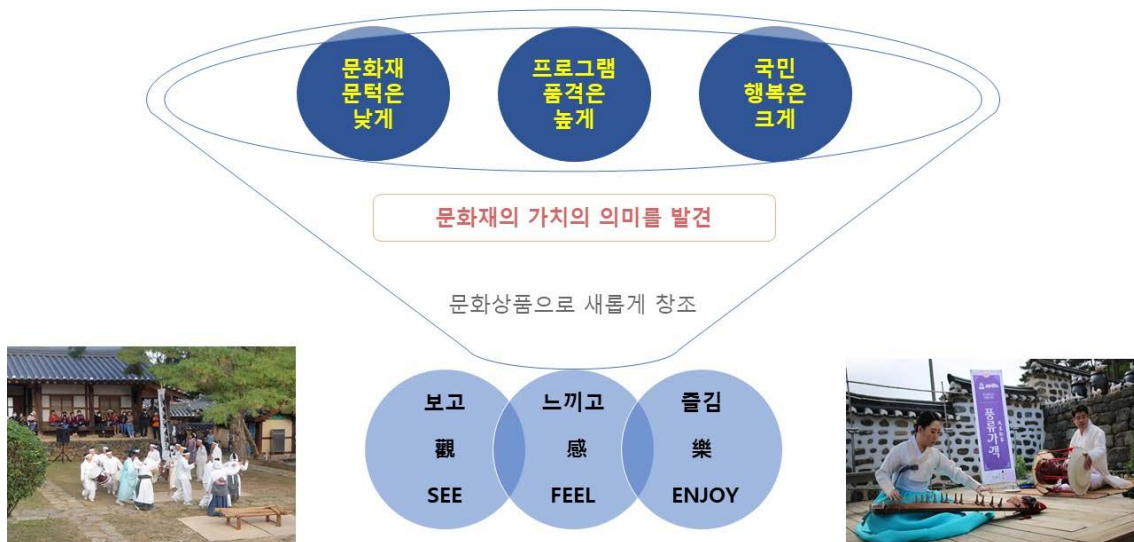 문화재
문턱은
낮게
프로그램
품격은
높게
국민
행복은
크게
문화재의 가치의 의미를 발견
문화상품으로 새롭게 창조
보고
觀
SEE
느끼고
感
FEEL
즐김
樂
ENJOY
풍류가객